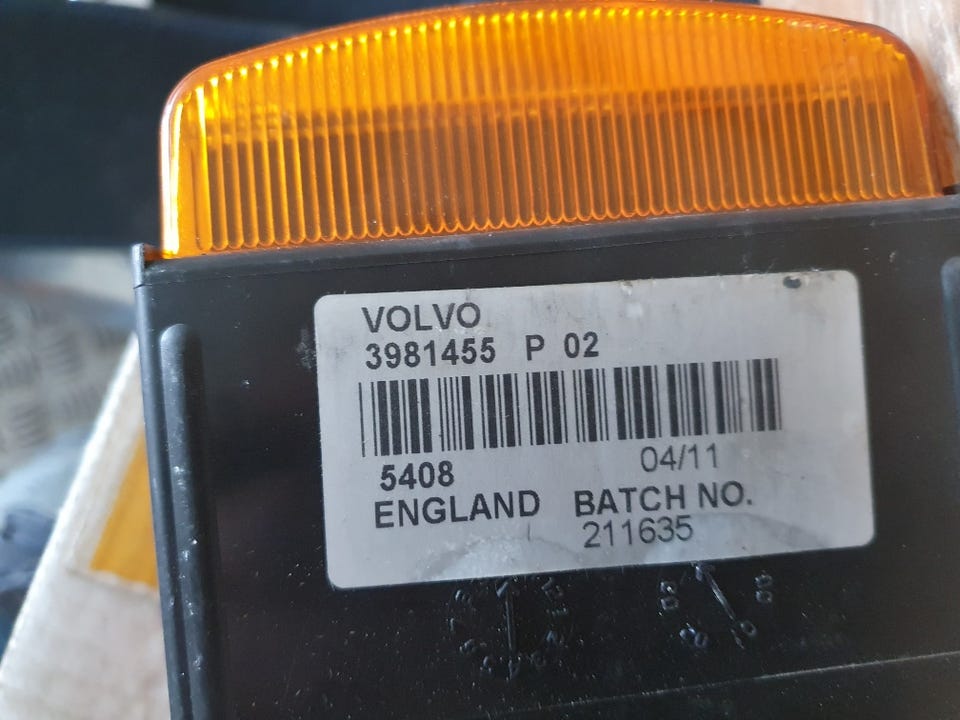 VOLVO
3981455 P 02
5408 04/11
ENGLAND BATCH NO.
211635